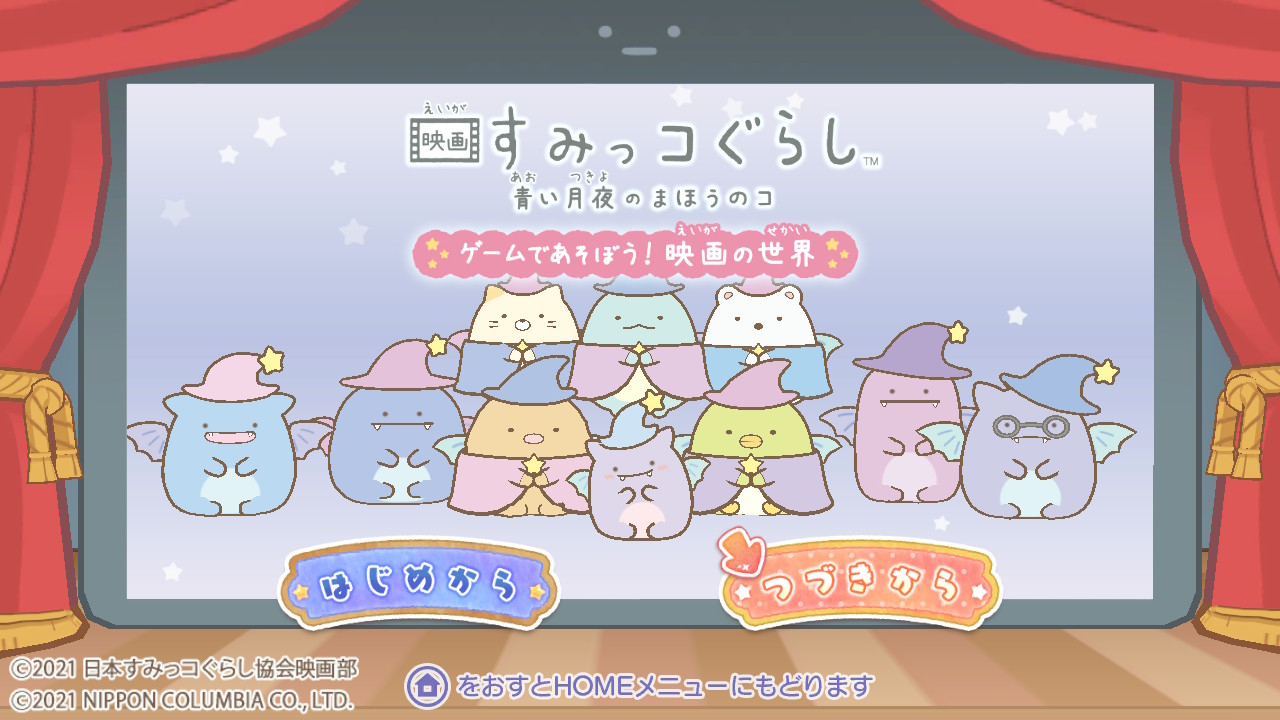 えいが
映画 すみっコぐらし™
あお つきよ
青い月夜のまほうのコ
えいが せかい
ゲームであそぼう！映画の世界
はじめから
つづきから
©2021 日本すみっコぐらし協会映画部
©2021 NIPPON COLUMBIA CO., LTD.
をおすとHOMEメニューにもどります